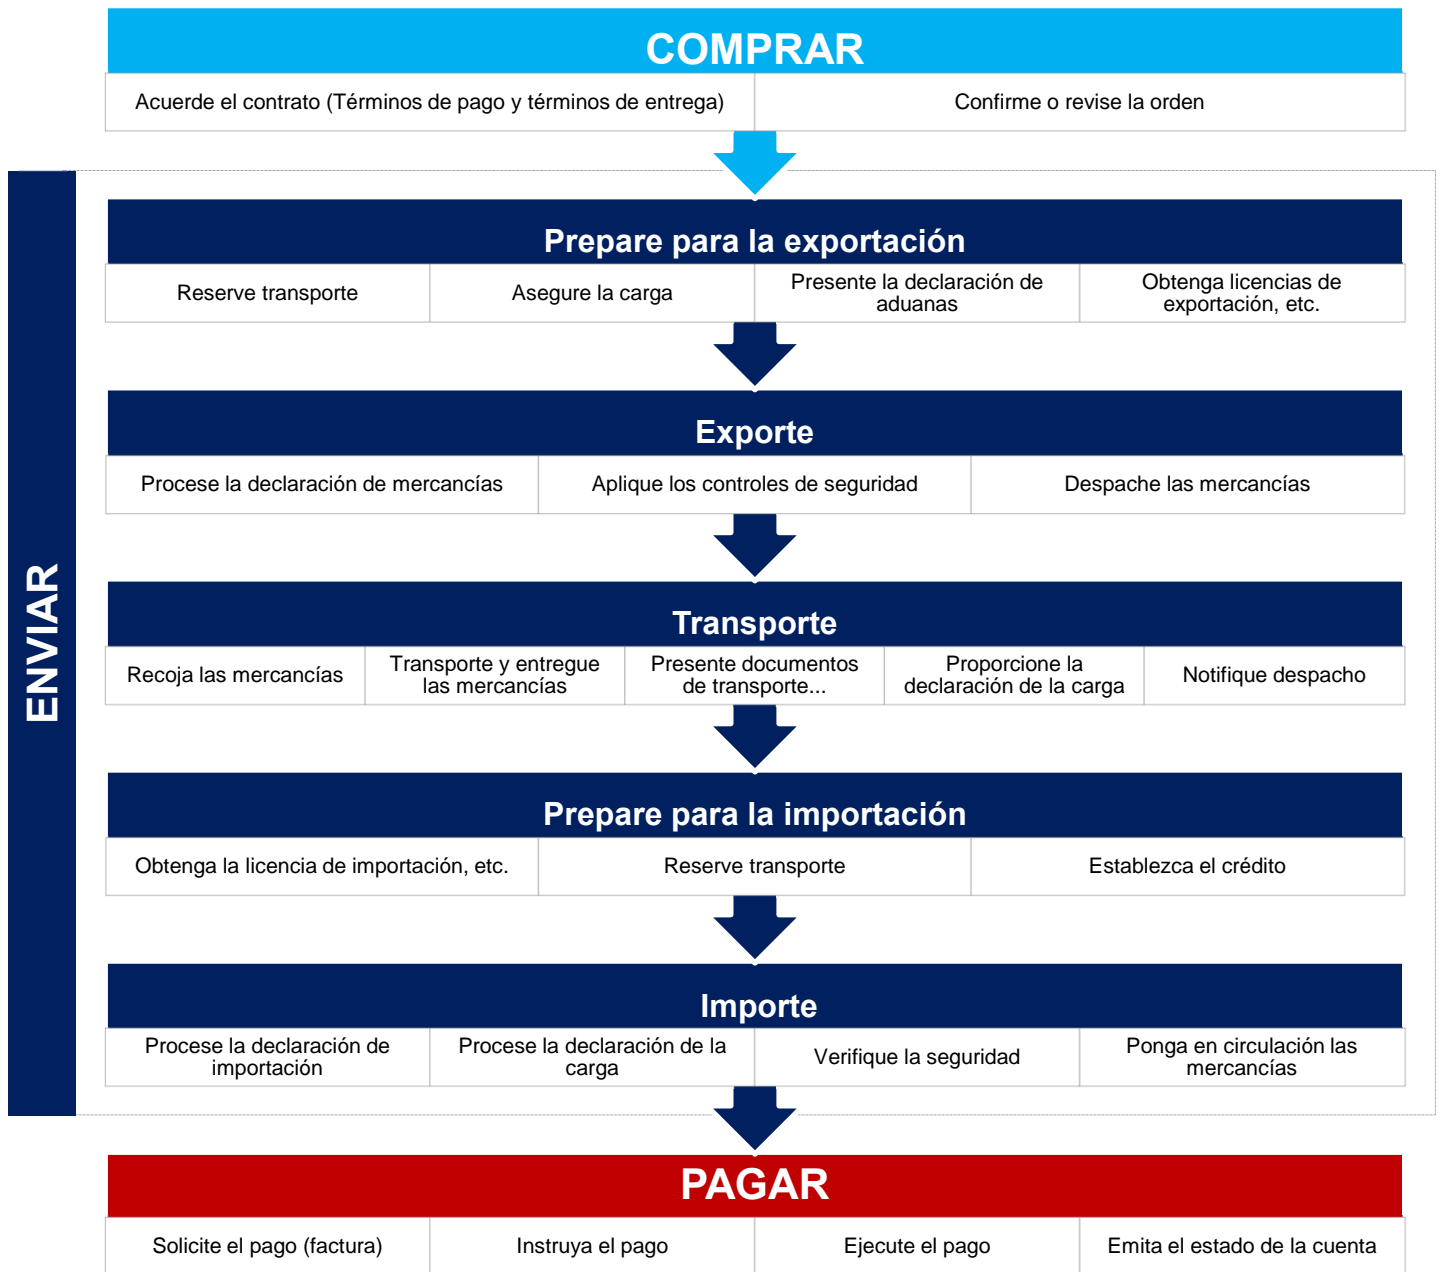 COMPRAR
Acuerde el contrato (Términos de pago y términos de entrega)
Confirme o revise la orden
ENVIAR
Prepare para la exportación
Reserve transporte
Asegure la carga
Presente la declaración de
aduanas
Obtenga licencias de
exportación, etc.
Exporte
Procese la declaración de mercancías
Aplique los controles de seguridad
Despache las mercancías
Transporte
Recoja las mercancías
Transporte y entregue
las mercancías
Presente documentos
de transporte...
Proporcione la
declaración de la carga
Notifique despacho
Prepare para la importación
Obtenga la licencia de importación, etc.
Reserve transporte
Establezca el crédito
Importe
Procese la declaración de
importación
Procese la declaración de la
carga
Verifique la seguridad
Ponga en circulación las
mercancías
PAGAR
Solicite el pago (factura)
Instruya el pago
Ejecute el pago
Emita el estado de la cuenta